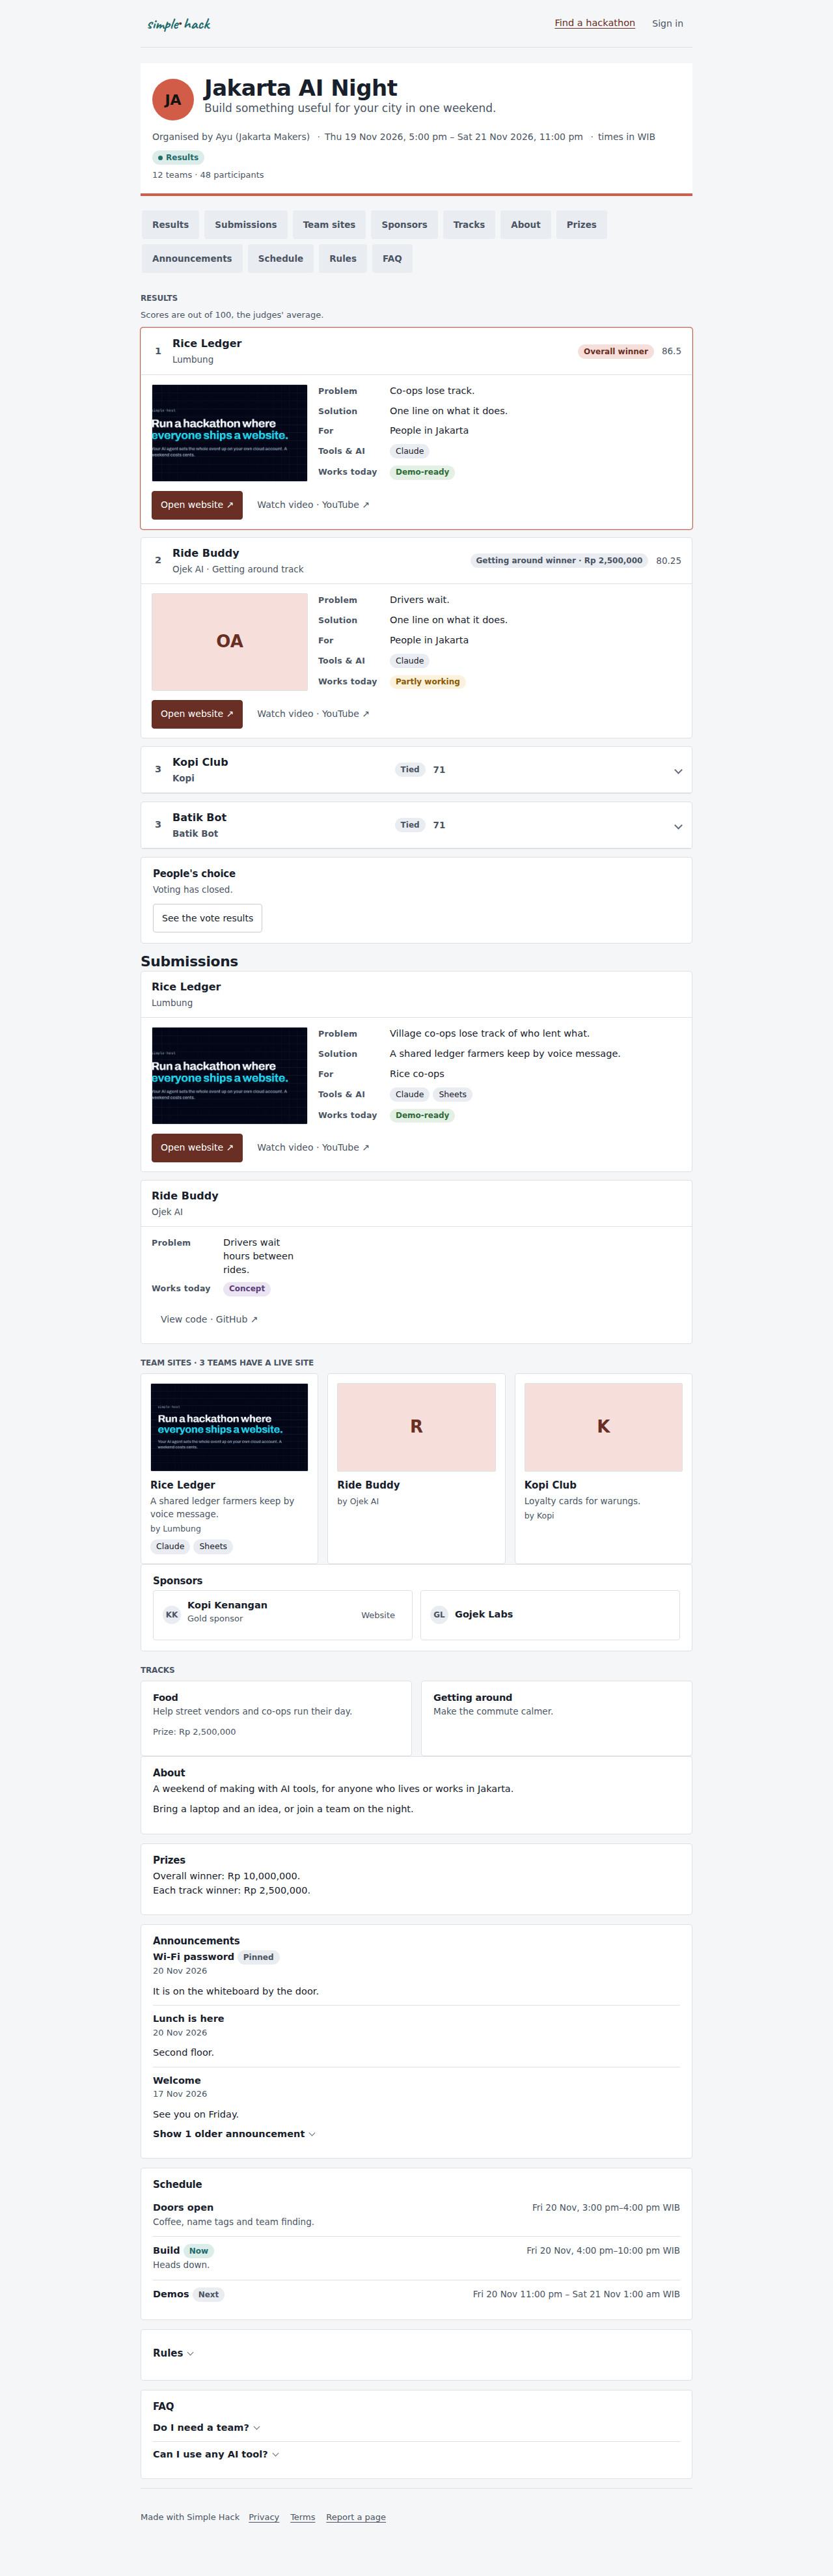 simple·hack
Find a hackathon
Sign in
JA
Jakarta AI Night
Build something useful for your city in one weekend.
Organised by Ayu (Jakarta Makers) · Thu 19 Nov 2026, 5:00 pm – Sat 21 Nov 2026, 11:00 pm · times in WIB
Results
12 teams · 48 participants
Results
Submissions
Team sites
Sponsors
Tracks
About
Prizes
Announcements
Schedule
Rules
FAQ
RESULTS
Scores are out of 100, the judges' average.
1
Rice Ledger
Lumbung
Overall winner
86.5
Run a hackathon where
everyone ships a website.
Problem Co-ops lose track.
Solution One line on what it does.
For People in Jakarta
Tools & AI Claude
Works today Demo-ready
Open website ↗
Watch video · YouTube ↗
2
Ride Buddy
Ojek AI · Getting around track
Getting around winner · Rp 2,500,000
80.25
OA
Problem Drivers wait.
Solution One line on what it does.
For People in Jakarta
Tools & AI Claude
Works today Partly working
Open website ↗
Watch video · YouTube ↗
3
Kopi Club
Kopi
Tied 71
3
Batik Bot
Batik Bot
Tied 71
People's choice
Voting has closed.
See the vote results
Submissions
Rice Ledger
Lumbung
Run a hackathon where
everyone ships a website.
Problem Village co-ops lose track of who lent what.
Solution A shared ledger farmers keep by voice message.
For Rice co-ops
Tools & AI Claude Sheets
Works today Demo-ready
Open website ↗
Watch video · YouTube ↗
Ride Buddy
Ojek AI
Problem Drivers wait
hours between
rides.
Works today Concept
View code · GitHub ↗
TEAM SITES · 3 TEAMS HAVE A LIVE SITE
Run a hackathon where
everyone ships a website.
Rice Ledger
A shared ledger farmers keep by
voice message.
by Lumbung
Claude Sheets
R
Ride Buddy
by Ojek AI
K
Kopi Club
Loyalty cards for warungs.
by Kopi
Sponsors
KK
Kopi Kenangan
Gold sponsor
Website
GL
Gojek Labs
TRACKS
Food
Help street vendors and co-ops run their day.
Prize: Rp 2,500,000
Getting around
Make the commute calmer.
About
A weekend of making with AI tools, for anyone who lives or works in Jakarta.
Bring a laptop and an idea, or join a team on the night.
Prizes
Overall winner: Rp 10,000,000.
Each track winner: Rp 2,500,000.
Announcements
Wi-Fi password Pinned
20 Nov 2026
It is on the whiteboard by the door.
Lunch is here
20 Nov 2026
Second floor.
Welcome
17 Nov 2026
See you on Friday.
Show 1 older announcement
Schedule
Doors open Fri 20 Nov, 3:00 pm–4:00 pm WIB
Coffee, name tags and team finding.
Build Now Fri 20 Nov, 4:00 pm–10:00 pm WIB
Heads down.
Demos Next Fri 20 Nov 11:00 pm – Sat 21 Nov 1:00 am WIB
Rules
FAQ
Do I need a team?
Can I use any AI tool?
Made with Simple Hack Privacy Terms Report a page